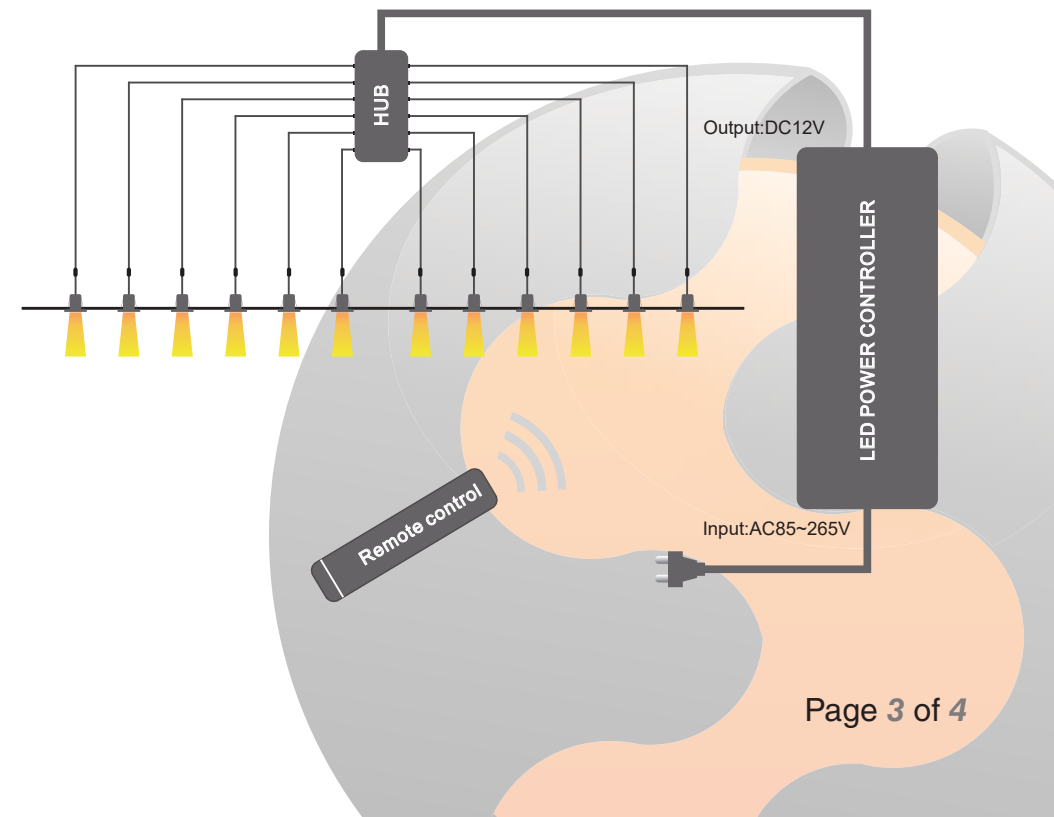 HUB
Output:DC12V
LED POWER CONTROLLER
Remote control
Input:AC85~265V
Page 3 of 4